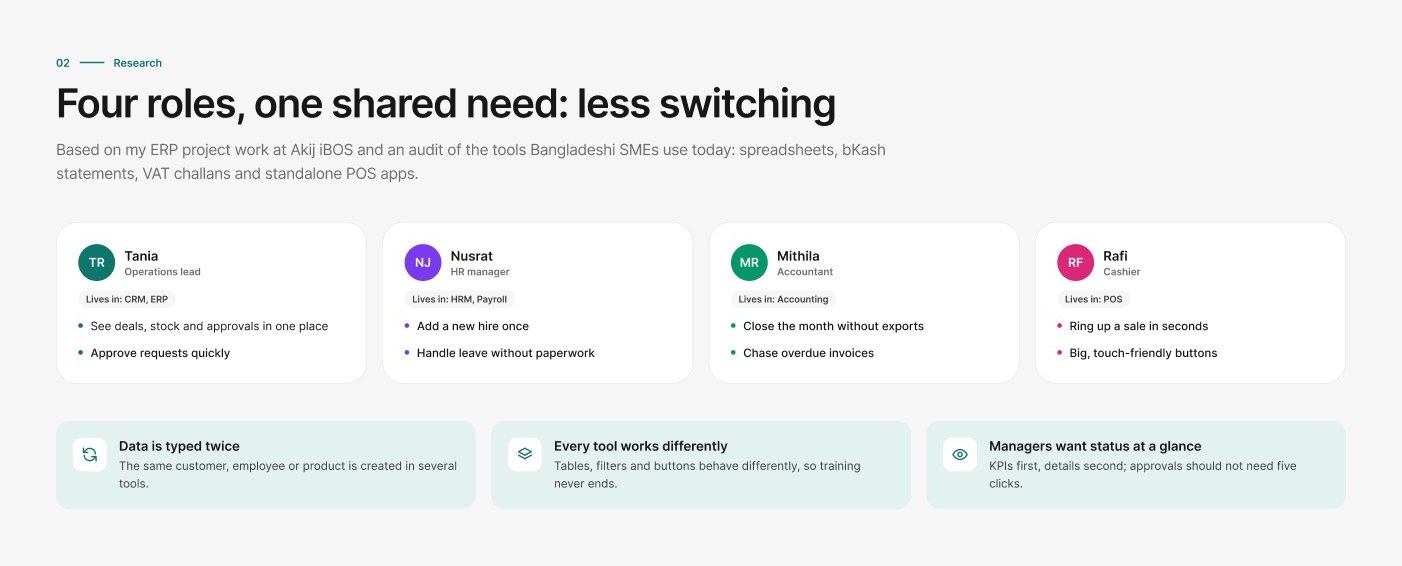 02 Research
Four roles, one shared need: less switching
Based on my ERP project work at Akij iBOS and an audit of the tools Bangladeshi SMEs use today: spreadsheets, bKash
statements, VAT challans and standalone POS apps.
TR
Tania
Operations lead
Lives in: CRM, ERP
See deals, stock and approvals in one place
Approve requests quickly
NJ
Nusrat
HR manager
Lives in: HRM, Payroll
Add a new hire once
Handle leave without paperwork
MR
Mithila
Accountant
Lives in: Accounting
Close the month without exports
Chase overdue invoices
RF
Rafi
Cashier
Lives in: POS
Ring up a sale in seconds
Big, touch-friendly buttons
Data is typed twice
The same customer, employee or product is created in several
tools.
Every tool works differently
Tables, filters and buttons behave differently, so training
never ends.
Managers want status at a glance
KPIs first, details second; approvals should not need five
clicks.